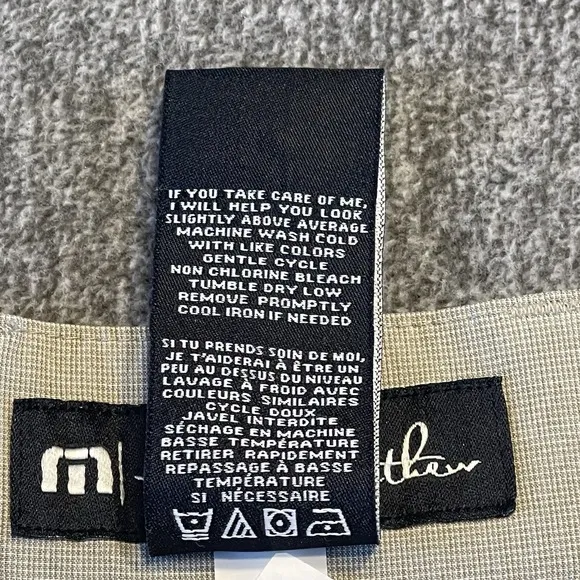 IF YOU TAKE CARE OF ME,
I WILL HELP YOU LOOK
SLIGHTLY ABOVE AVERAGE
MACHINE WASH COLD
WITH LIKE COLORS
GENTLE CYCLE
NON CHLORINE BLEACH
TUMBLE DRY LOW
REMOVE PROMPTLY
COOL IRON IF NEEDED
SI TU PRENDS SOIN DE MOI,
JE T'AIDERAI À ÊTRE UN
PEU AU DESSUS DU NIVEAU
LAVAGE À FROID AVEC
COULEURS SIMILAIRES
CYCLE DOUX
JAVEL INTERDITE
SÉCHAGE EN MACHINE
BASSE TEMPÉRATURE
RETIRER RAPIDEMENT
REPASSAGE À BASSE
TEMPÉRATURE
SI NÉCESSAIRE
thew